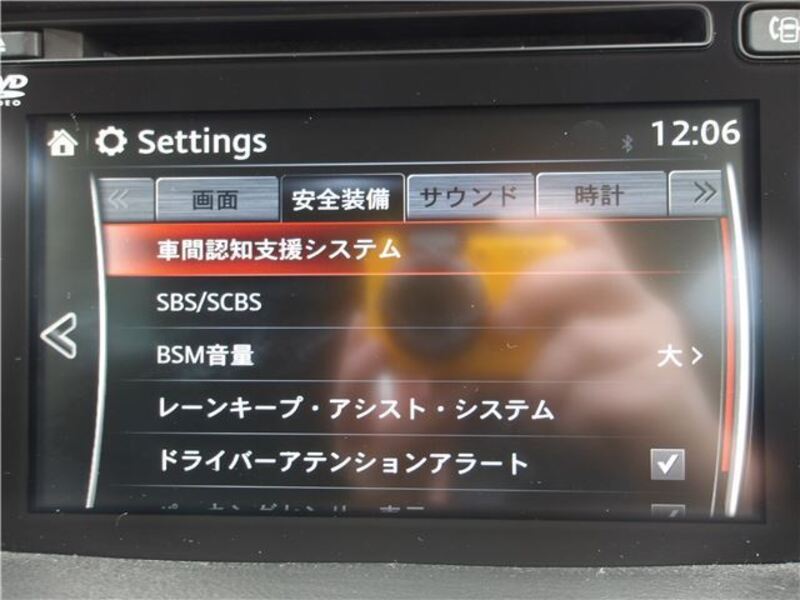 Settings
12:06
画面
安全装備
サウンド
時計
車間認知支援システム
SBS/SCBS
BSM音量
大
レーンキープ・アシスト・システム
ドライバーアテンションアラート